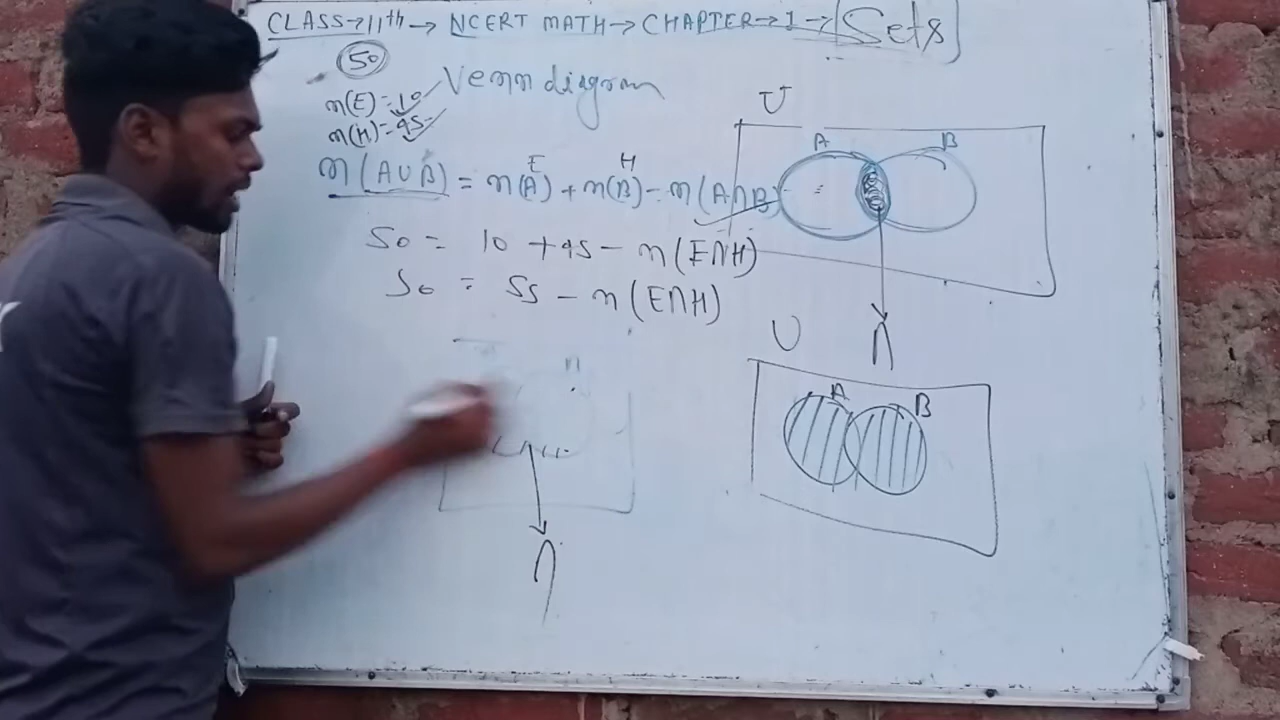 CLASS→11th→ NCERT MATH→ CHAPTER→1→ Sets
50
Venn diagram
n(E)=10
n(H)=45
n(A∪B) = n(A) + n(B) - n(A∩B)
E H
50 = 10 + 45 - n(E∩H)
50 = 55 - n(E∩H)
U
A B
∩
U
A B
∩